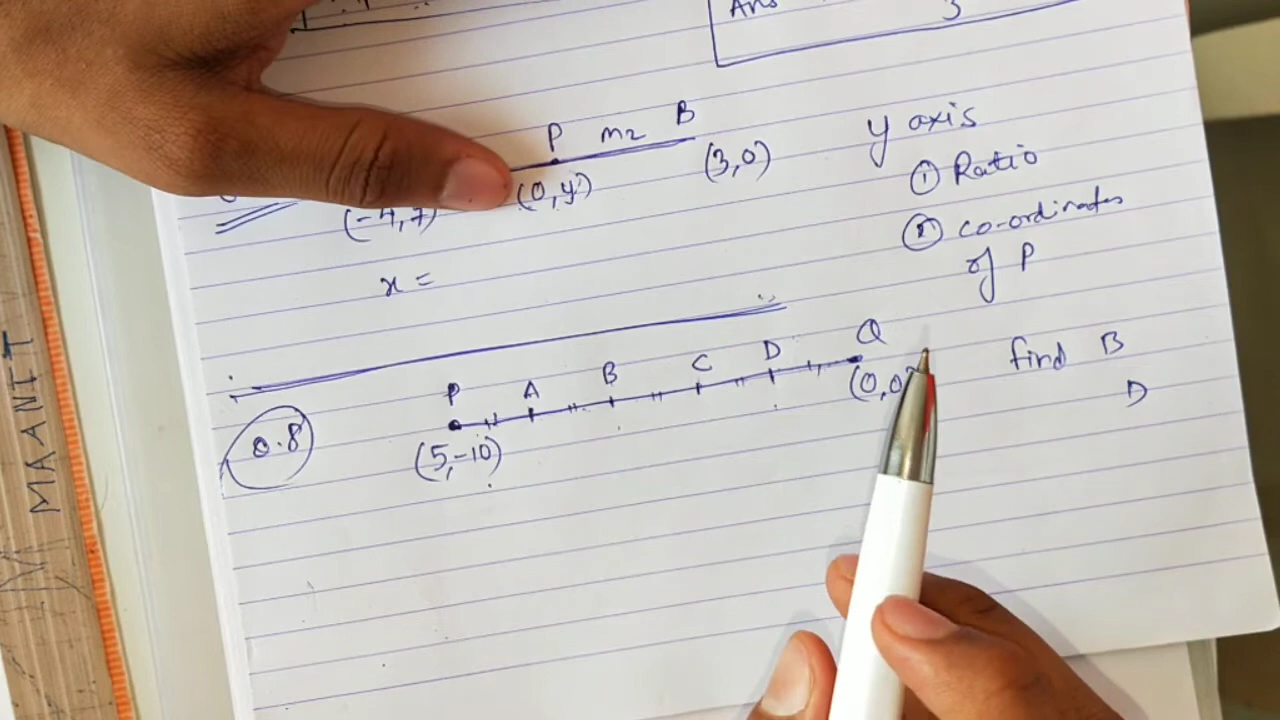 Ans
3
P m2 B
(-4,7) (0,y) (3,0)
x =
y axis
① Ratio
② co-ordinates
of P
Q.8
P A B C D Q
(5,-10) (0,0)
find B
D
MAANIT